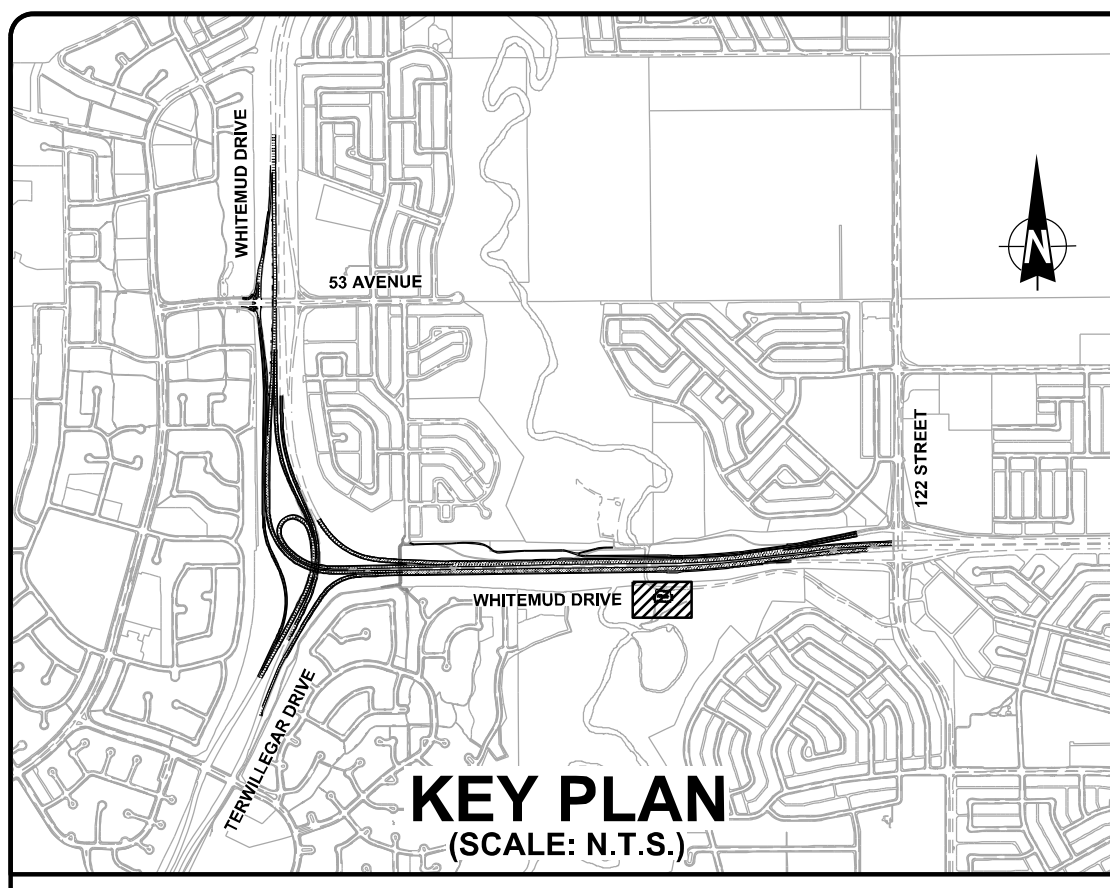 WHITEMUD DRIVE
53 AVENUE
N
122 STREET
WHITEMUD DRIVE
TERWILLEGAR DRIVE
KEY PLAN
(SCALE: N.T.S.)